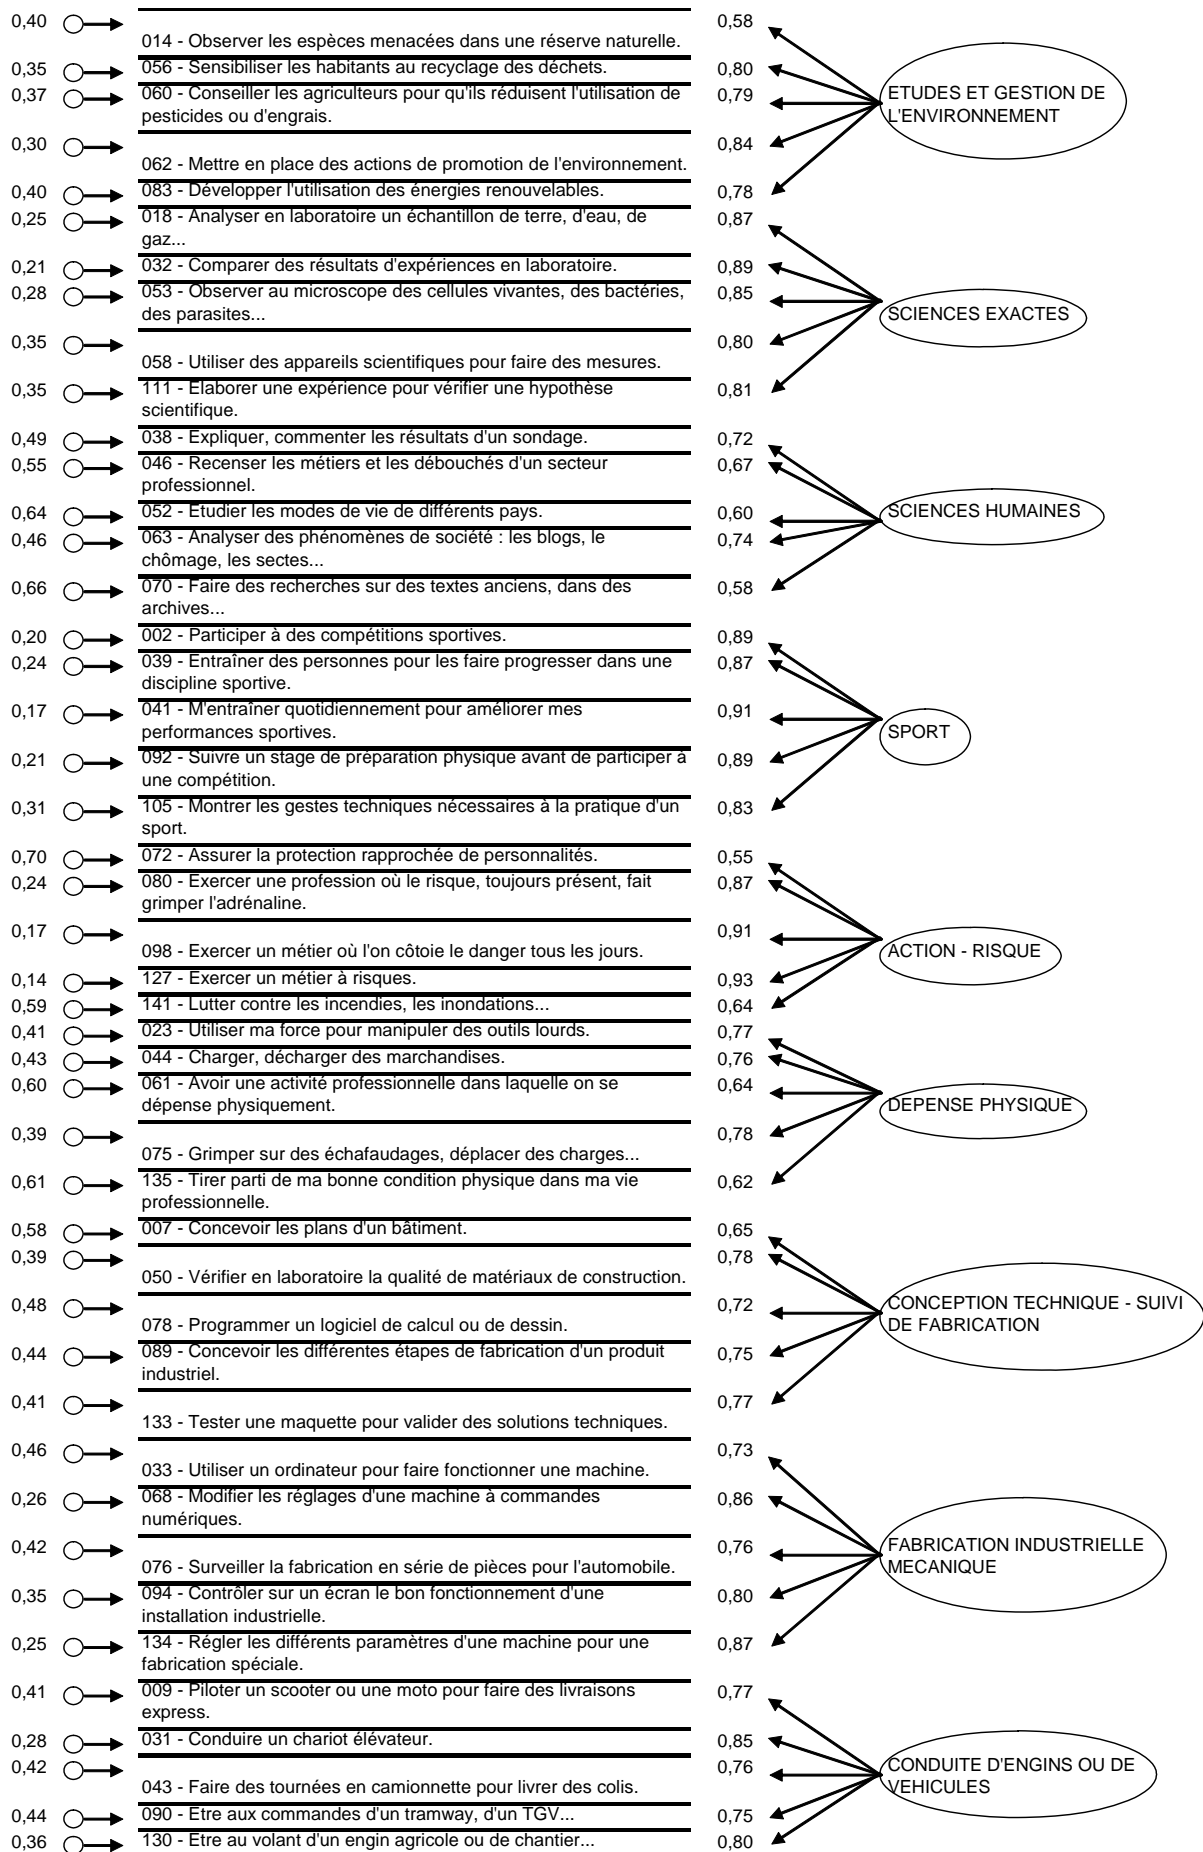 0,40 014 - Observer les espèces menacées dans une réserve naturelle. 0,58
0,35 056 - Sensibiliser les habitants au recyclage des déchets. 0,80
0,37 060 - Conseiller les agriculteurs pour qu'ils réduisent l'utilisation de 0,79
pesticides ou d'engrais.
ETUDES ET GESTION DE
L'ENVIRONNEMENT
0,30 062 - Mettre en place des actions de promotion de l'environnement. 0,84
0,40 083 - Développer l'utilisation des énergies renouvelables. 0,78
0,25 018 - Analyser en laboratoire un échantillon de terre, d'eau, de 0,87
gaz...
0,21 032 - Comparer des résultats d'expériences en laboratoire. 0,89
0,28 053 - Observer au microscope des cellules vivantes, des bactéries, 0,85
des parasites...
SCIENCES EXACTES
0,35 058 - Utiliser des appareils scientifiques pour faire des mesures. 0,80
0,35 111 - Elaborer une expérience pour vérifier une hypothèse 0,81
scientifique.
0,49 038 - Expliquer, commenter les résultats d'un sondage. 0,72
0,55 046 - Recenser les métiers et les débouchés d'un secteur 0,67
professionnel.
0,64 052 - Etudier les modes de vie de différents pays. 0,60
SCIENCES HUMAINES
0,46 063 - Analyser des phénomènes de société : les blogs, le 0,74
chômage, les sectes...
0,66 070 - Faire des recherches sur des textes anciens, dans des 0,58
archives...
0,20 002 - Participer à des compétitions sportives. 0,89
0,24 039 - Entraîner des personnes pour les faire progresser dans une 0,87
discipline sportive.
0,17 041 - M'entraîner quotidiennement pour améliorer mes 0,91
performances sportives.
SPORT
0,21 092 - Suivre un stage de préparation physique avant de participer à 0,89
une compétition.
0,31 105 - Montrer les gestes techniques nécessaires à la pratique d'un 0,83
sport.
0,70 072 - Assurer la protection rapprochée de personnalités. 0,55
0,24 080 - Exercer une profession où le risque, toujours présent, fait 0,87
grimper l'adrénaline.
0,17 098 - Exercer un métier où l'on côtoie le danger tous les jours. 0,91
ACTION - RISQUE
0,14 127 - Exercer un métier à risques. 0,93
0,59 141 - Lutter contre les incendies, les inondations... 0,64
0,41 023 - Utiliser ma force pour manipuler des outils lourds. 0,77
0,43 044 - Charger, décharger des marchandises. 0,76
0,60 061 - Avoir une activité professionnelle dans laquelle on se 0,64
dépense physiquement.
DEPENSE PHYSIQUE
0,39 075 - Grimper sur des échafaudages, déplacer des charges... 0,78
0,61 135 - Tirer parti de ma bonne condition physique dans ma vie 0,62
professionnelle.
0,58 007 - Concevoir les plans d'un bâtiment. 0,65
0,39 050 - Vérifier en laboratoire la qualité de matériaux de construction. 0,78
0,48 078 - Programmer un logiciel de calcul ou de dessin. 0,72
CONCEPTION TECHNIQUE - SUIVI
DE FABRICATION
0,44 089 - Concevoir les différentes étapes de fabrication d'un produit 0,75
industriel.
0,41 133 - Tester une maquette pour valider des solutions techniques. 0,77
0,46 033 - Utiliser un ordinateur pour faire fonctionner une machine. 0,73
0,26 068 - Modifier les réglages d'une machine à commandes 0,86
numériques.
0,42 076 - Surveiller la fabrication en série de pièces pour l'automobile. 0,76
FABRICATION INDUSTRIELLE
MECANIQUE
0,35 094 - Contrôler sur un écran le bon fonctionnement d'une 0,80
installation industrielle.
0,25 134 - Régler les différents paramètres d'une machine pour une 0,87
fabrication spéciale.
0,41 009 - Piloter un scooter ou une moto pour faire des livraisons 0,77
express.
0,28 031 - Conduire un chariot élévateur. 0,85
0,42 043 - Faire des tournées en camionnette pour livrer des colis. 0,76
CONDUITE D'ENGINS OU DE
VEHICULES
0,44 090 - Etre aux commandes d'un tramway, d'un TGV... 0,75
0,36 130 - Etre au volant d'un engin agricole ou de chantier... 0,80